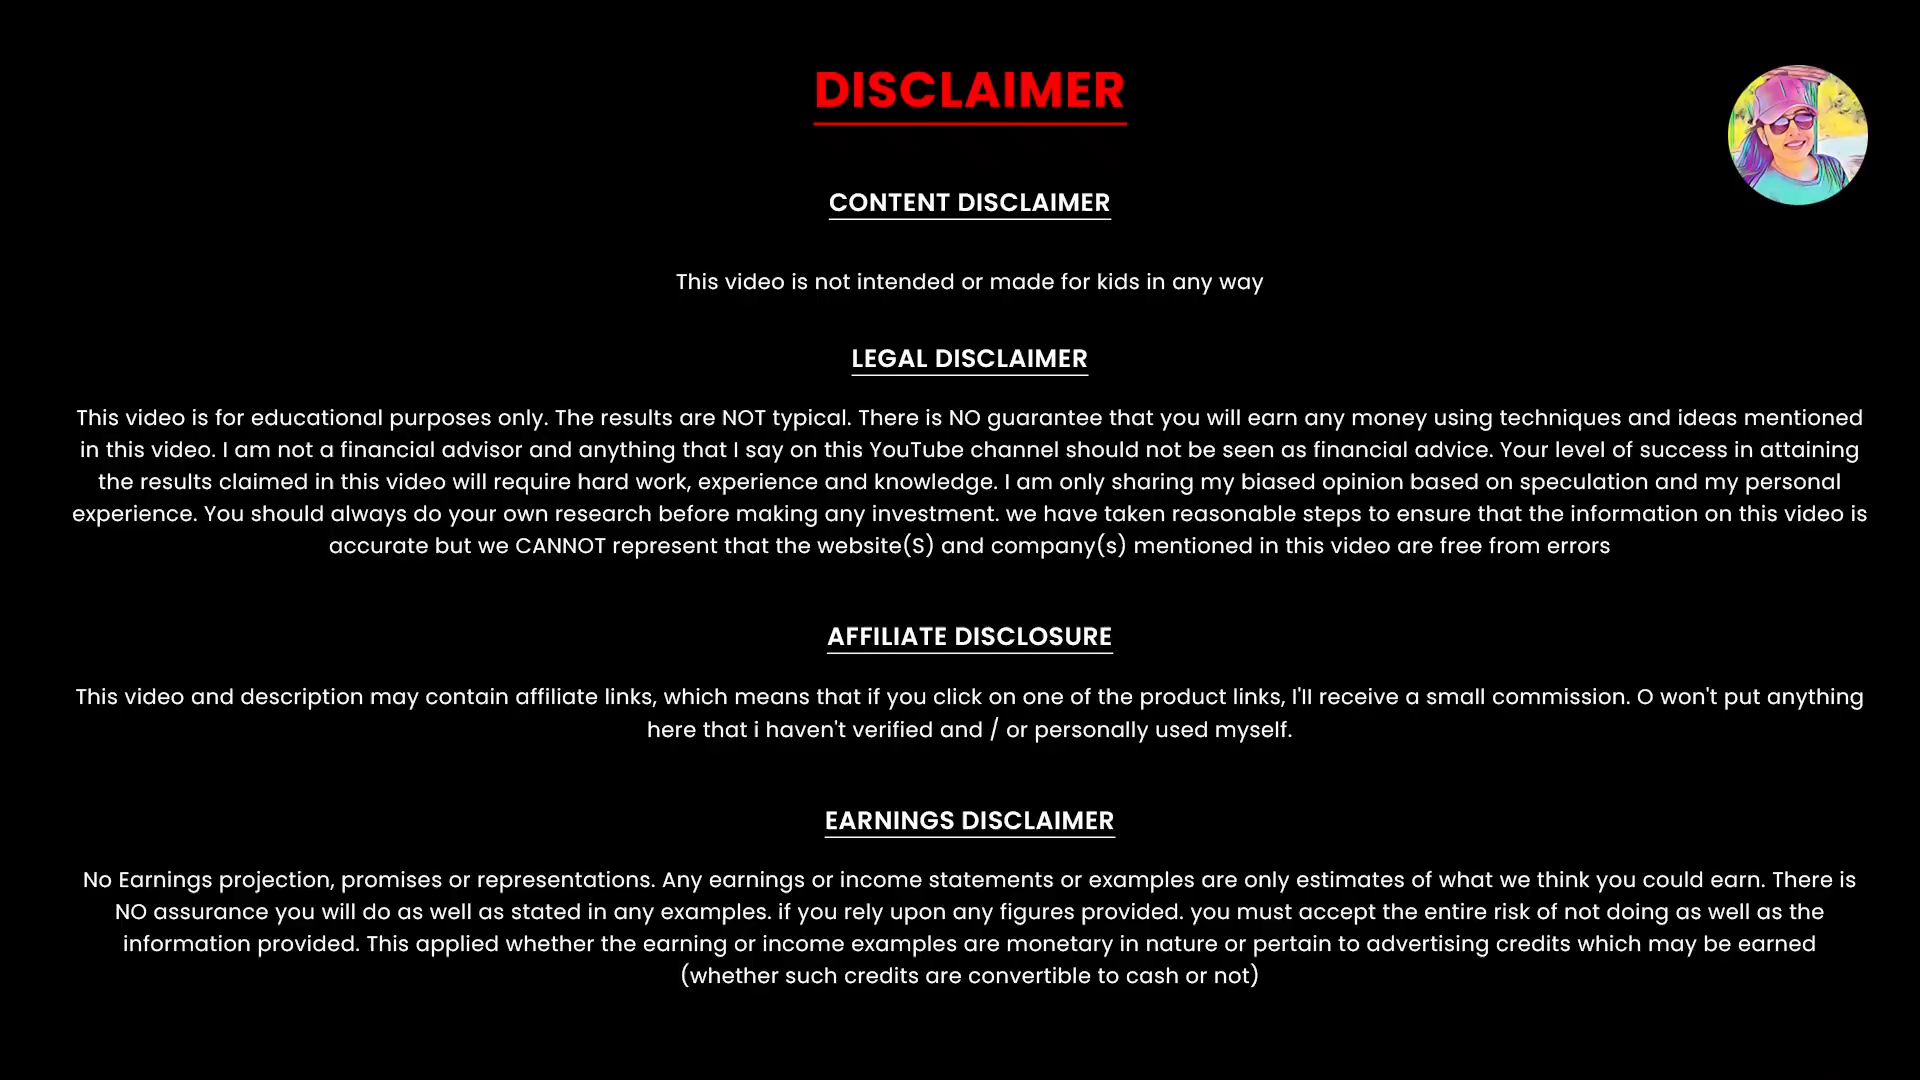 DISCLAIMER
CONTENT DISCLAIMER
This video is not intended or made for kids in any way
LEGAL DISCLAIMER
This video is for educational purposes only. The results are NOT typical. There is NO guarantee that you will earn any money using techniques and ideas mentioned
in this video. I am not a financial advisor and anything that I say on this YouTube channel should not be seen as financial advice. Your level of success in attaining
the results claimed in this video will require hard work, experience and knowledge. I am only sharing my biased opinion based on speculation and my personal
experience. You should always do your own research before making any investment. we have taken reasonable steps to ensure that the information on this video is
accurate but we CANNOT represent that the website(S) and company(s) mentioned in this video are free from errors
AFFILIATE DISCLOSURE
This video and description may contain affiliate links, which means that if you click on one of the product links, I'II receive a small commission. O won't put anything
here that i haven't verified and / or personally used myself.
EARNINGS DISCLAIMER
No Earnings projection, promises or representations. Any earnings or income statements or examples are only estimates of what we think you could earn. There is
NO assurance you will do as well as stated in any examples. if you rely upon any figures provided. you must accept the entire risk of not doing as well as the
information provided. This applied whether the earning or income examples are monetary in nature or pertain to advertising credits which may be earned
(whether such credits are convertible to cash or not)